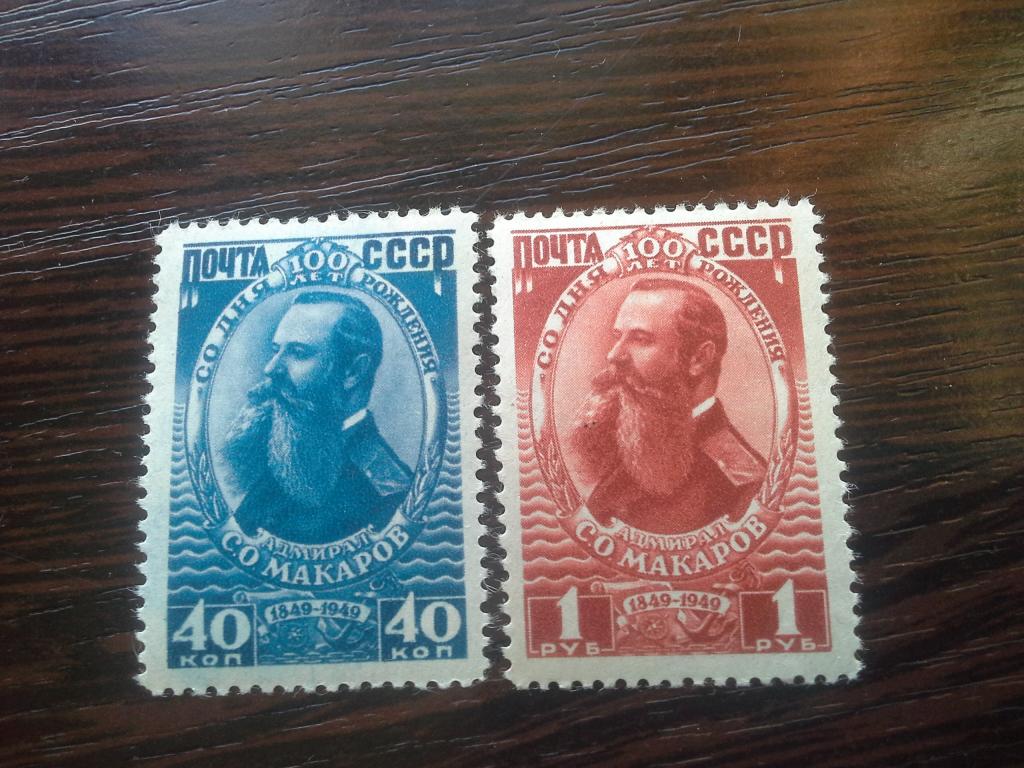 ПОЧТА СССР
100
ЛЕТ
СО ДНЯ РОЖДЕНИЯ
АДМИРАЛ
С.О МАКАРОВ
1849-1949
40 40
КОП КОП
ПОЧТА СССР
100
ЛЕТ
СО ДНЯ РОЖДЕНИЯ
АДМИРАЛ
С.О МАКАРОВ
1849-1949
1 1
РУБ РУБ